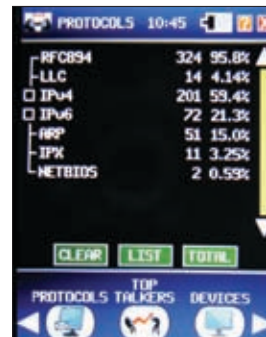 PROTOCOLS 10:45
RFC894 324 95.8%
LLC 14 4.14%
IPv4 201 59.4%
IPv6 72 21.3%
ARP 51 15.0%
IPX 11 3.25%
NETBIOS 2 0.59%
CLEAR LIST TOTAL
PROTOCOLS TOP TALKERS DEVICES